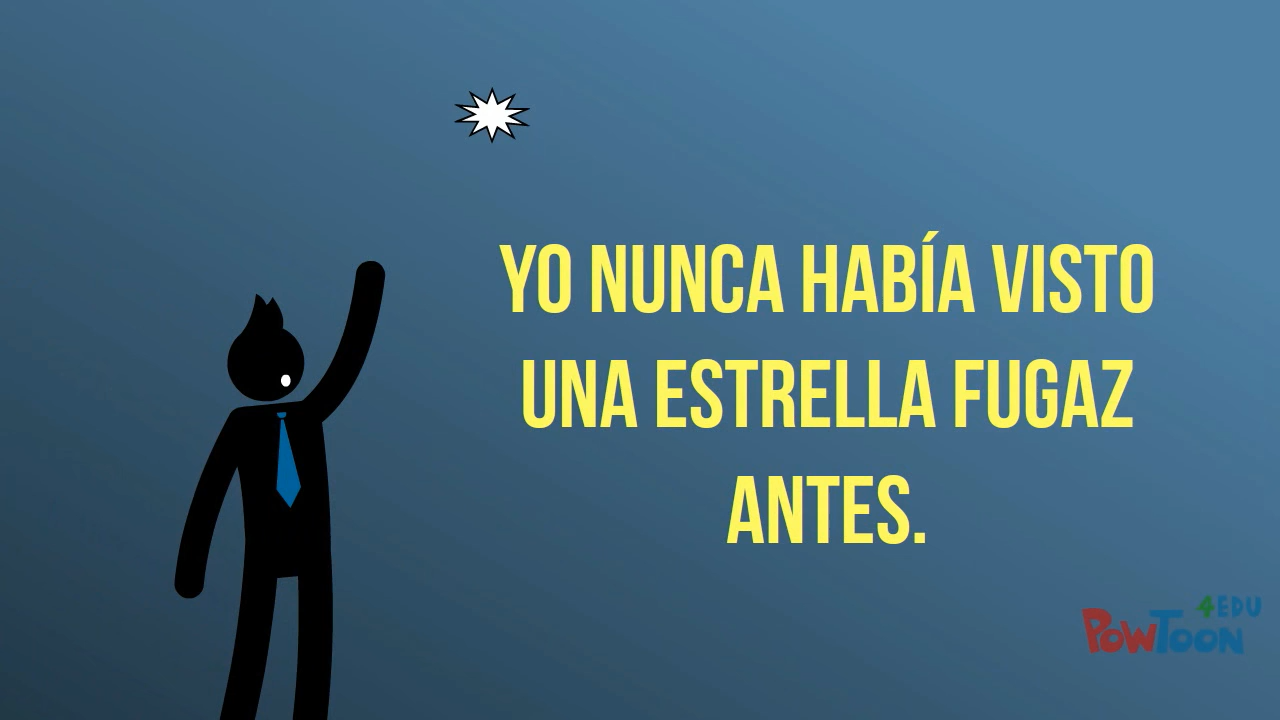 YO NUNCA HABÍA VISTO
UNA ESTRELLA FUGAZ
ANTES.
4EDU
POWTOON